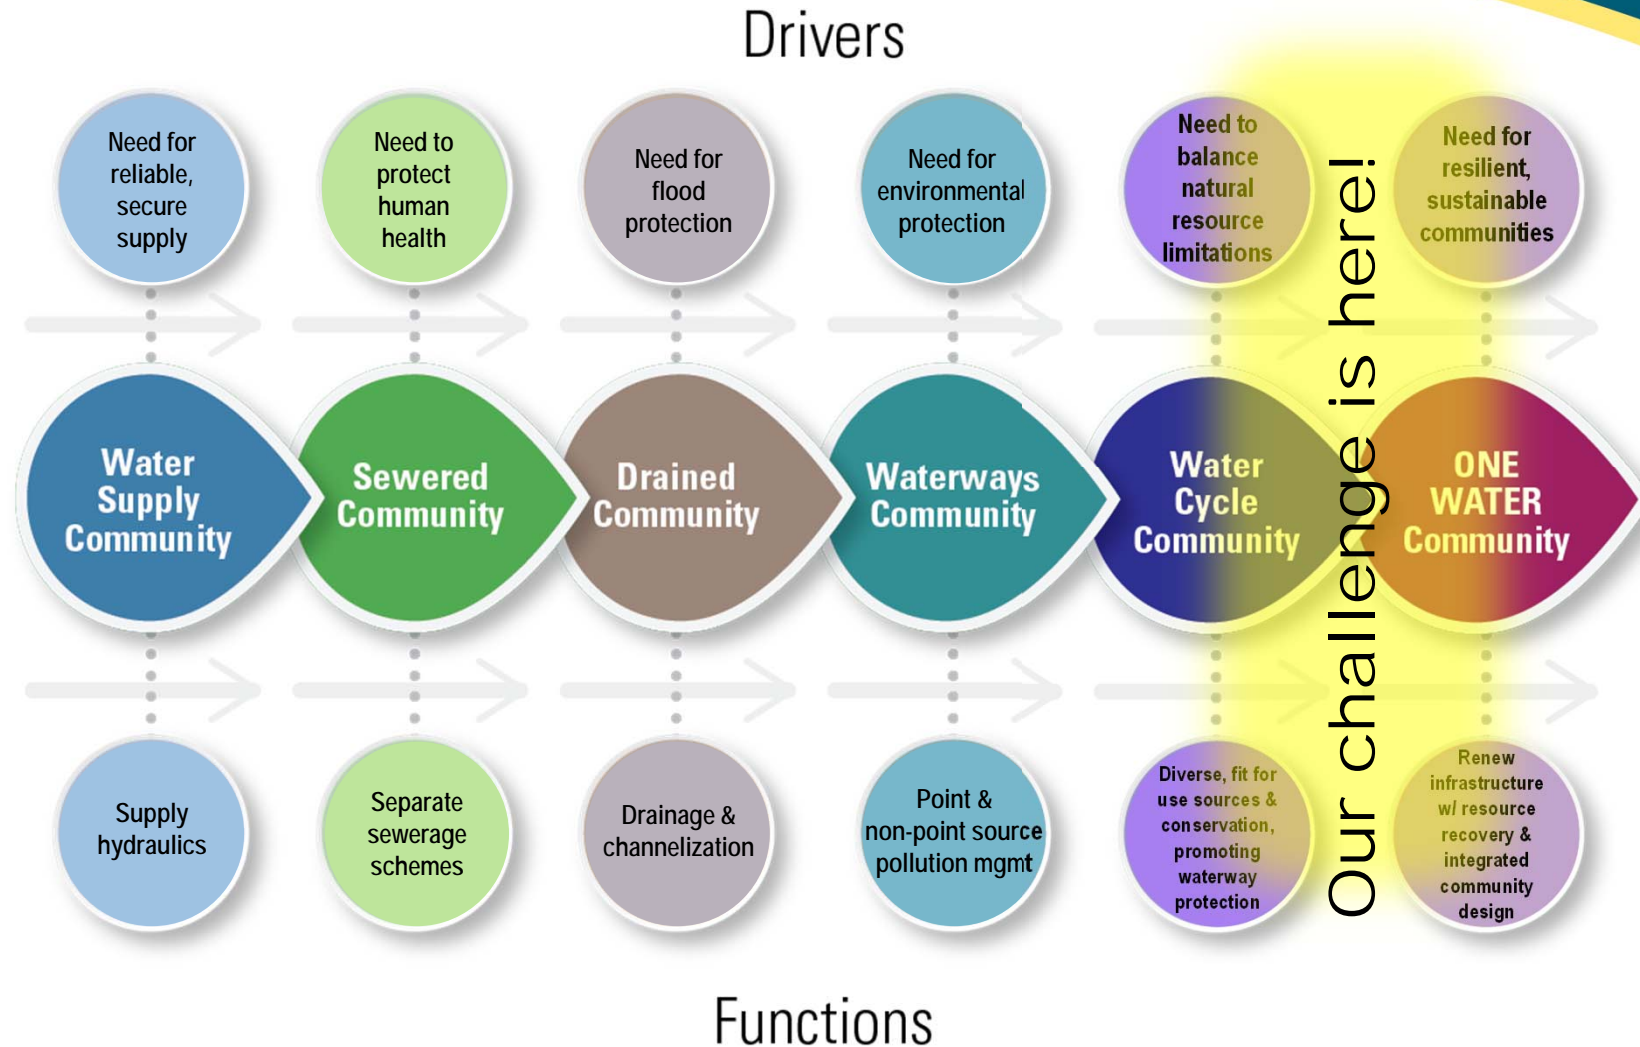 Drivers
Need for
reliable,
secure
supply
Need to
protect
human
health
Need for
flood
protection
Need for
environmental
protection
Need to
balance
natural
resource
limitations
Need for
resilient,
sustainable
communities
Our challenge is here!
Water
Supply
Community
Sewered
Community
Drained
Community
Waterways
Community
Water
Cycle
Community
ONE
WATER
Community
Supply
hydraulics
Separate
sewerage
schemes
Drainage &
channelization
Point &
non-point source
pollution mgmt
Diverse, fit for
use sources &
conservation,
promoting
waterway
protection
Renew
infrastructure
w/ resource
recovery &
integrated
community
design
Functions